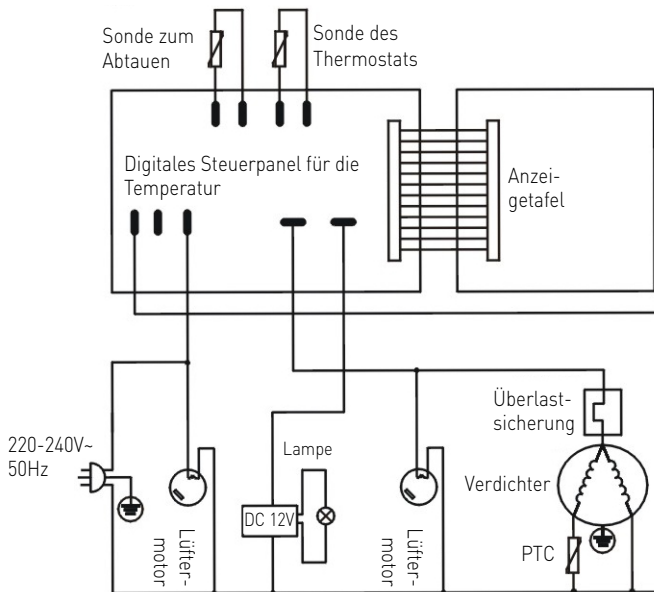 Sonde zum
Abtauen
Sonde des
Thermostats
Digitales Steuerpanel für die
Temperatur
Anzei-
getafel
Überlast-
sicherung
220-240V~
50Hz
Lampe
Verdichter
DC 12V
Lüfter-
motor
Lüfter-
motor
PTC